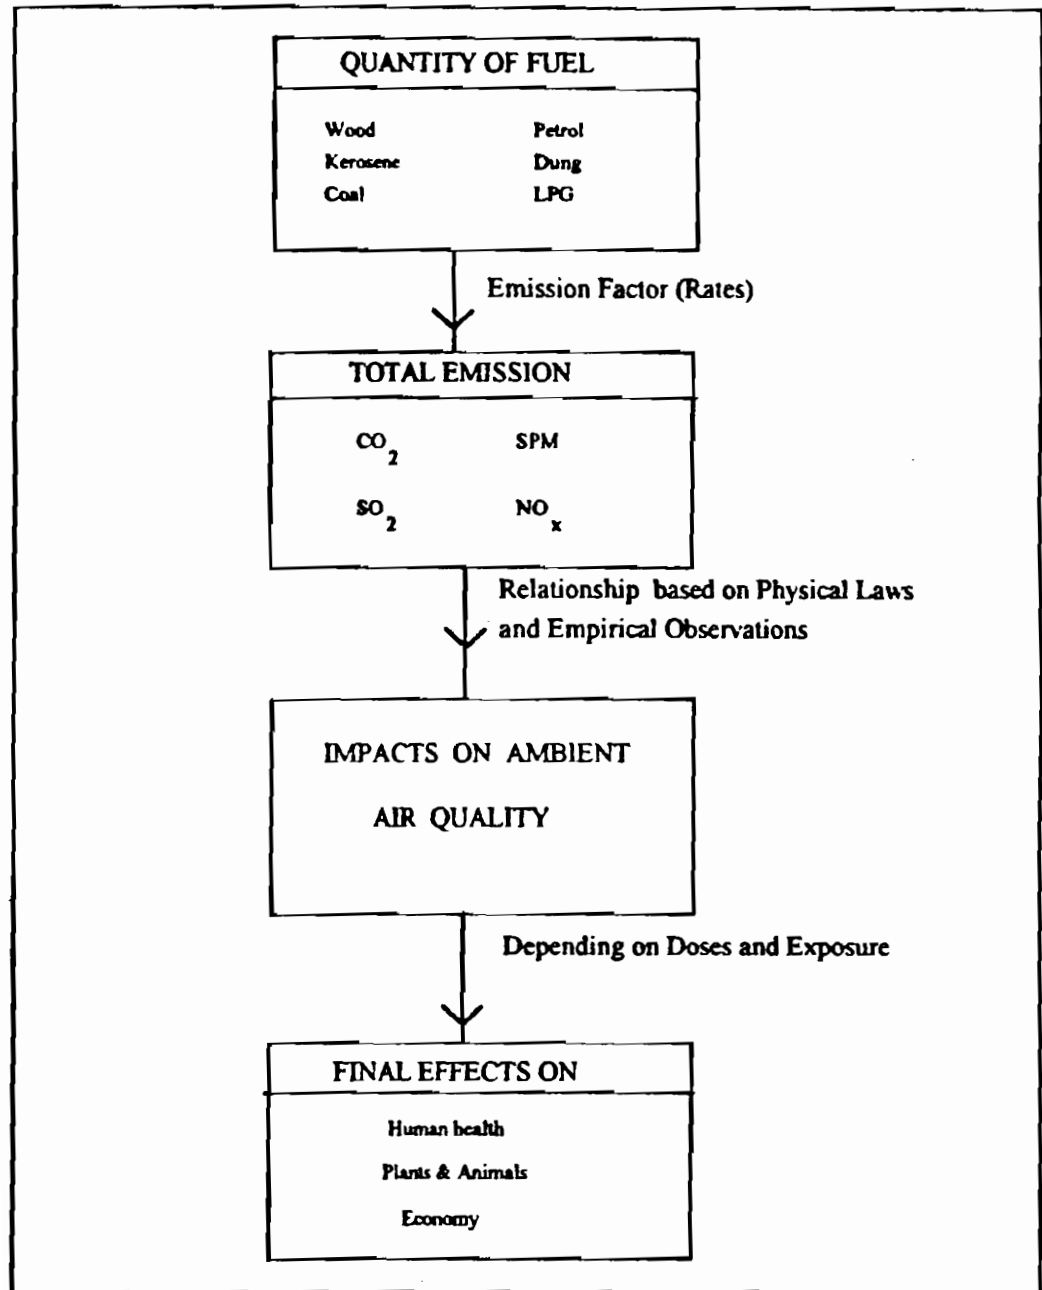 QUANTITY OF FUEL
Wood Petrol
Kerosene Dung
Coal LPG
Emission Factor (Rates)
TOTAL EMISSION
CO2 SPM
SO2 NOx
Relationship based on Physical Laws
and Empirical Observations
IMPACTS ON AMBIENT
AIR QUALITY
Depending on Doses and Exposure
FINAL EFFECTS ON
Human health
Plants & Animals
Economy